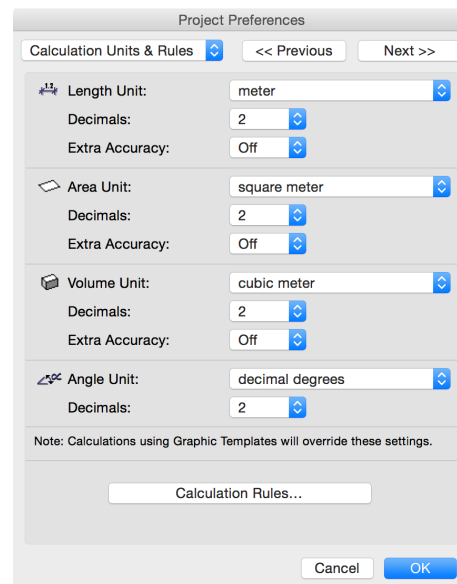 Project Preferences
Calculation Units & Rules << Previous Next >>
1.2 Length Unit: meter
Decimals: 2
Extra Accuracy: Off
Area Unit: square meter
Decimals: 2
Extra Accuracy: Off
Volume Unit: cubic meter
Decimals: 2
Extra Accuracy: Off
α Angle Unit: decimal degrees
Decimals: 2
Note: Calculations using Graphic Templates will override these settings.
Calculation Rules...
Cancel OK